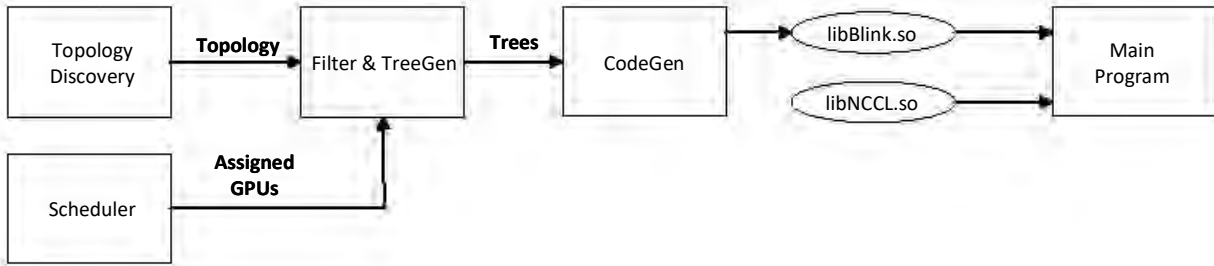 Topology
Discovery
Topology
Filter & TreeGen
Trees
CodeGen
libBlink.so
libNCCL.so
Main
Program
Scheduler
Assigned
GPUs